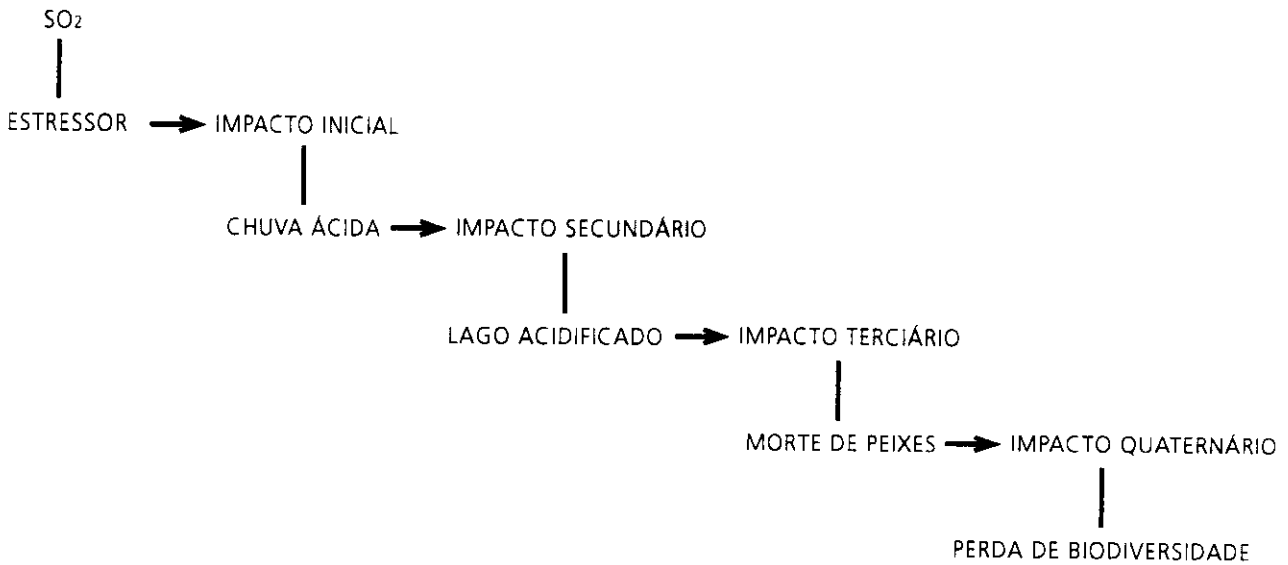 SO₂
ESTRESSOR IMPACTO INICIAL
CHUVA ÁCIDA IMPACTO SECUNDÁRIO
LAGO ACIDIFICADO IMPACTO TERCIÁRIO
MORTE DE PEIXES IMPACTO QUATERNÁRIO
PERDA DE BIODIVERSIDADE